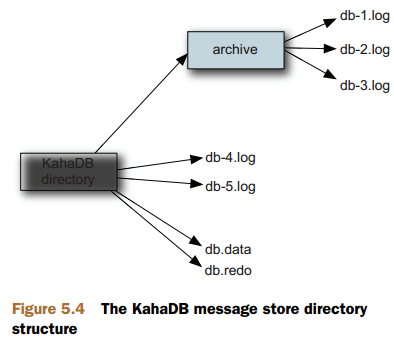 db-1.log
archive
db-2.log
db-3.log
KahaDB
directory
db-4.log
db-5.log
db.data
db.redo
Figure 5.4 The KahaDB message store directory
structure